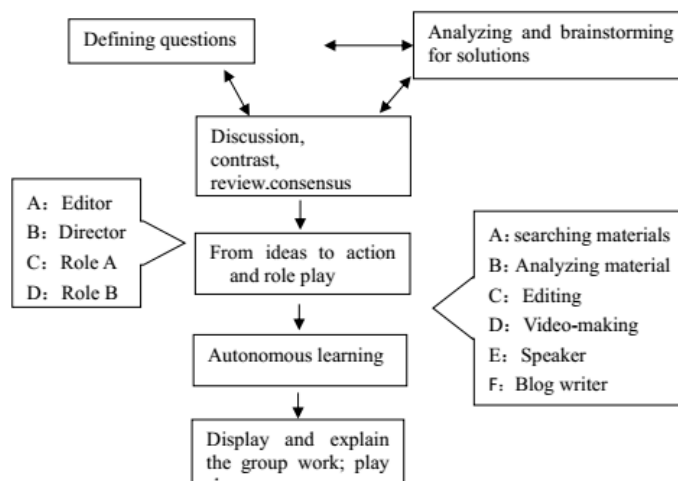 Defining questions
Analyzing and brainstorming
for solutions
Discussion,
contrast,
review.consensus
A: Editor
B: Director
C: Role A
D: Role B
From ideas to action
and role play
A: searching materials
B: Analyzing material
C: Editing
D: Video-making
E: Speaker
F: Blog writer
Autonomous learning
Display and explain
the group work; play